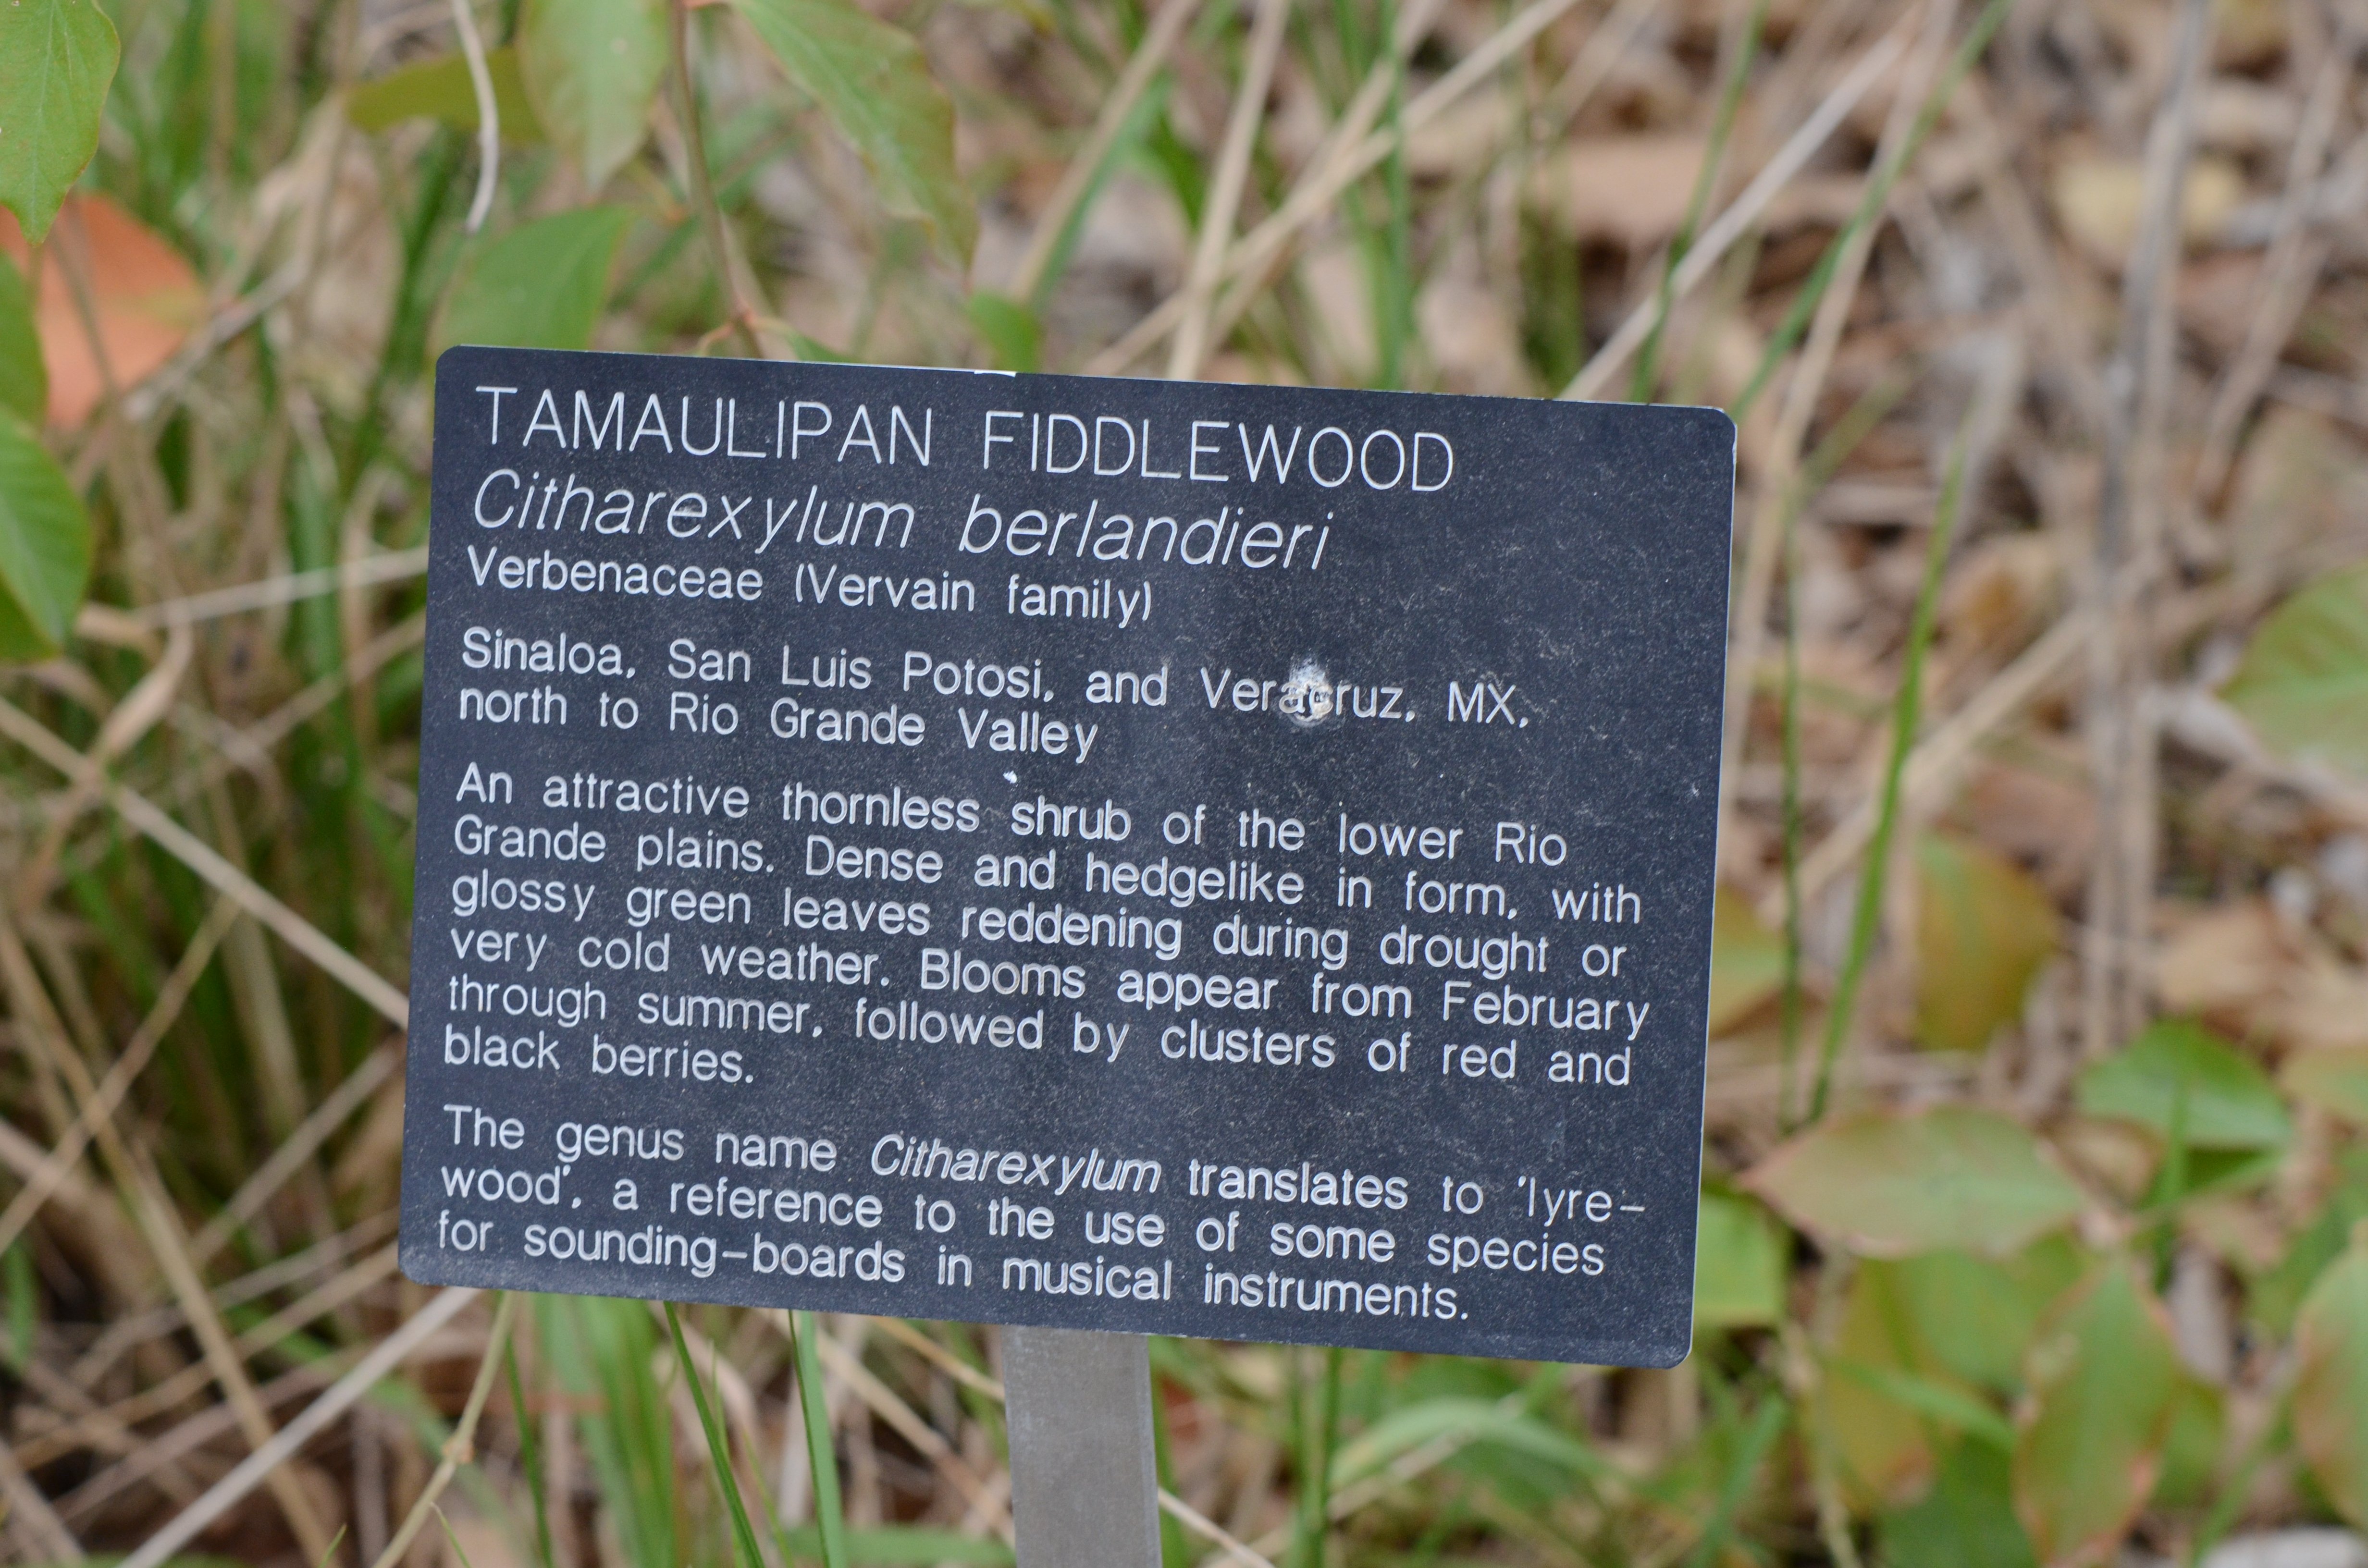 TAMAULIPAN FIDDLEWOOD
Citharexylum berlandieri
Verbenaceae (Vervain family)
Sinaloa, San Luis Potosi, and Veracruz, MX,
north to Rio Grande Valley
An attractive thornless shrub of the lower Rio
Grande plains. Dense and hedgelike in form, with
glossy green leaves reddening during drought or
very cold weather. Blooms appear from February
through summer, followed by clusters of red and
black berries.
The genus name Citharexylum translates to 'lyre-
wood', a reference to the use of some species
for sounding-boards in musical instruments.